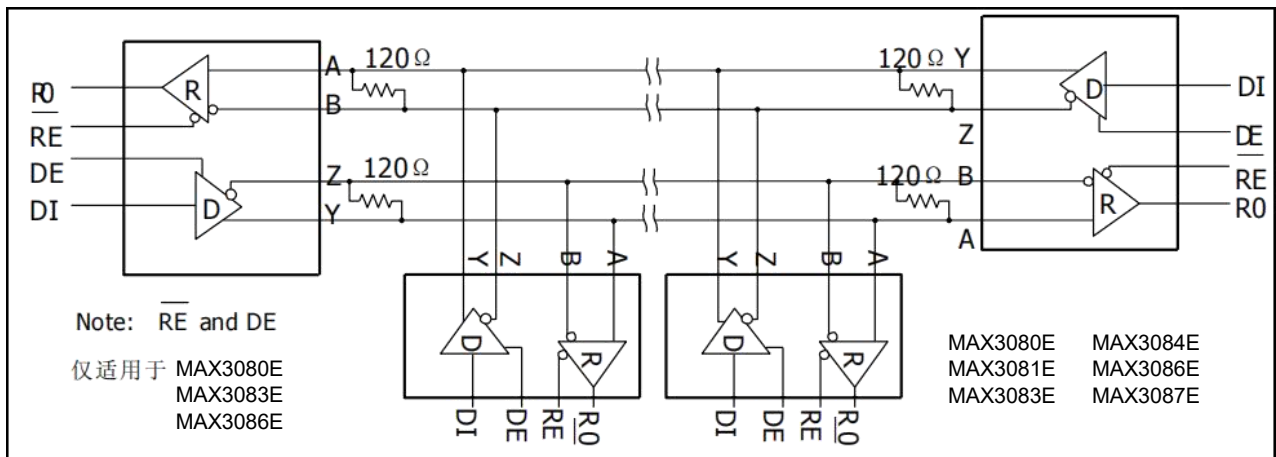 A 120Ω
120Ω Y
R0
R
D
DI
B
RE
Z
DE
DE
Z 120Ω
120Ω B
RE
DI
D
R
R0
Y
A
Y Z B A
Y Z B A
D R
D R
DI DE RE R0
DI DE RE R0
Note: RE and DE
仅适用于 MAX3080E
MAX3083E
MAX3086E
MAX3080E MAX3084E
MAX3081E MAX3086E
MAX3083E MAX3087E